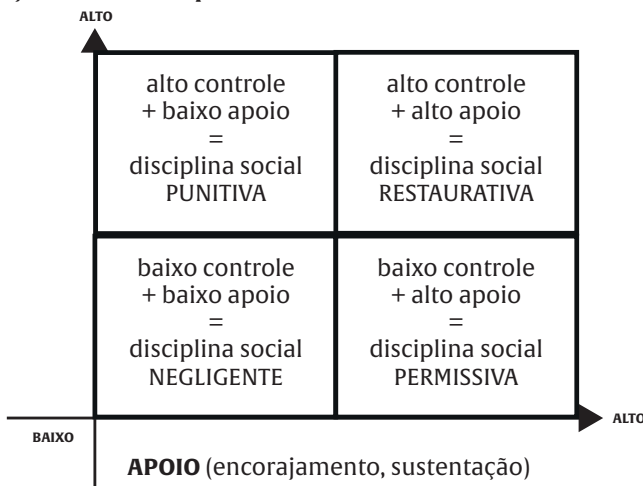 ALTO
alto controle
+ baixo apoio
=
disciplina social
PUNITIVA
alto controle
+ alto apoio
=
disciplina social
RESTAURATIVA
baixo controle
+ baixo apoio
=
disciplina social
NEGLIGENTE
baixo controle
+ alto apoio
=
disciplina social
PERMISSIVA
ALTO
BAIXO
APOIO (encorajamento, sustentação)